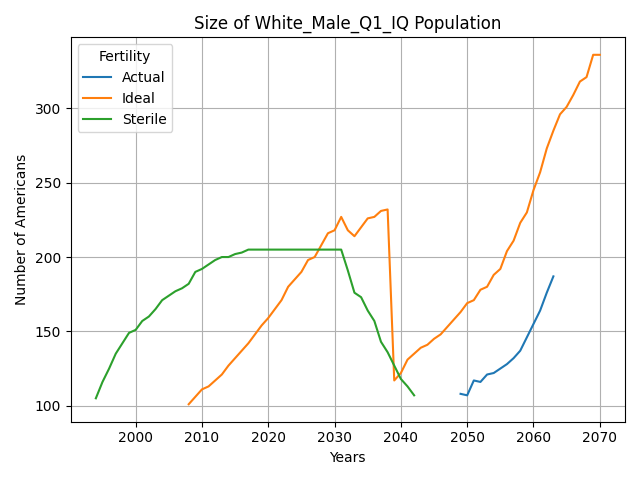 Size of White_Male_Q1_IQ Population
Fertility
Actual
Ideal
Sterile
Number of Americans
300
250
200
150
100
2000 2010 2020 2030 2040 2050 2060 2070
Years